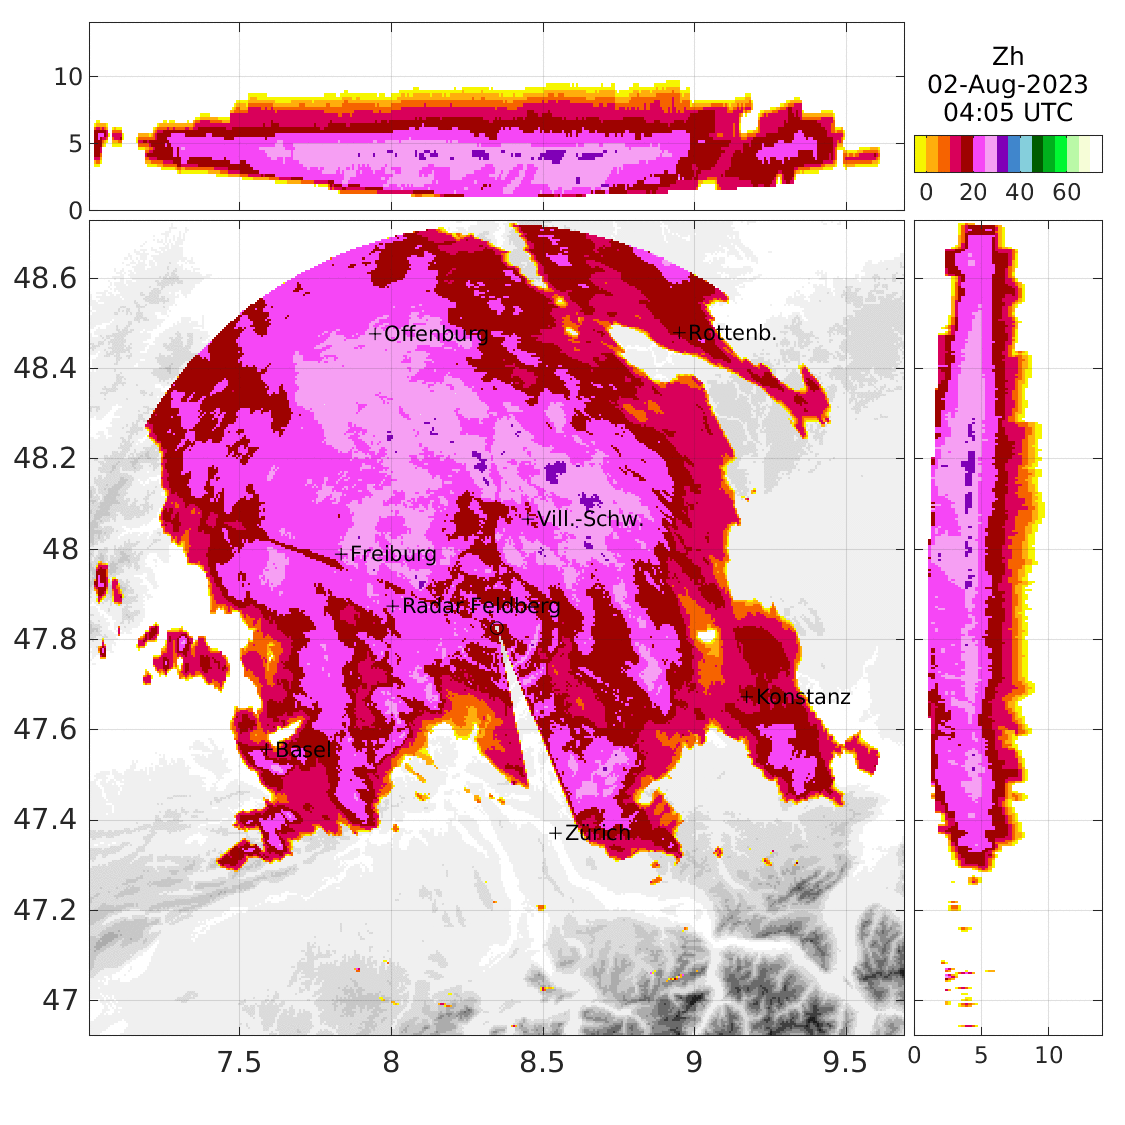 10
5
0
Zh
02-Aug-2023
04:05 UTC
0 20 40 60
48.6
48.4
48.2
48
47.8
47.6
47.4
47.2
47
+Offenburg
+Rottenb.
+Vill.-Schw.
+Freiburg
+Radar Feldberg
+Konstanz
+Basel
+Zürich
7.5 8 8.5 9 9.5
0 5 10